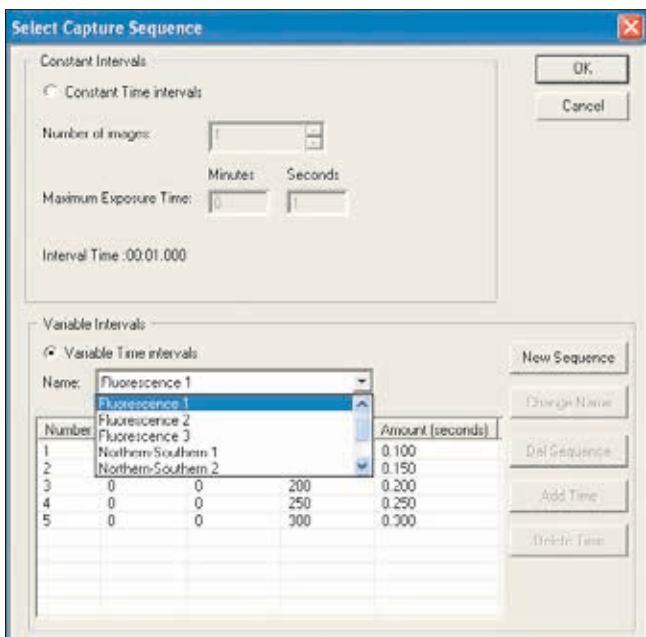 Select Capture Sequence
Constant Intervals
OK
Cancel
Constant Time intervals
Number of images:
1
Minutes Seconds
Maximum Exposure Time:
0 1
Interval Time :00:01.000
Variable Intervals
Variable Time intervals
New Sequence
Name: Fluorescence 1
Change Name
Fluorescence 1
Fluorescence 2
Fluorescence 3
Northern-Southern 1
Northern-Southern 2
Number Amount (seconds)
Del Sequence
1 0.100
2 0.150
3 0 0 200 0.200
4 0 0 250 0.250
5 0 0 300 0.300
Add Time
Delete Time